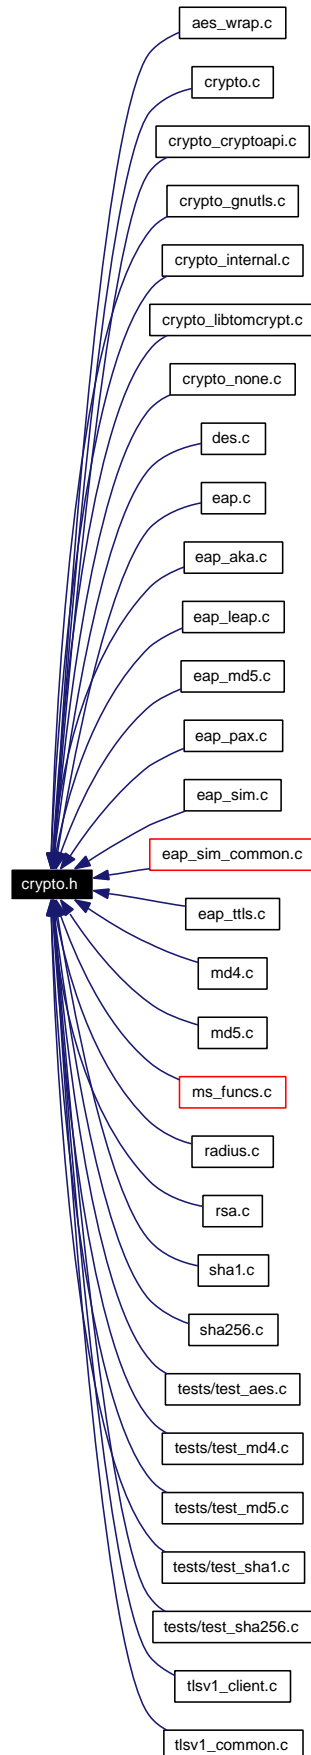 aes_wrap.c
crypto.c
crypto_cryptoapi.c
crypto_gnutls.c
crypto_internal.c
crypto_libtomcrypt.c
crypto_none.c
des.c
eap.c
eap_aka.c
eap_leap.c
eap_md5.c
eap_pax.c
eap_sim.c
eap_sim_common.c
crypto.h
eap_ttls.c
md4.c
md5.c
ms_funcs.c
radius.c
rsa.c
sha1.c
sha256.c
tests/test_aes.c
tests/test_md4.c
tests/test_md5.c
tests/test_sha1.c
tests/test_sha256.c
tlsv1_client.c
tlsv1_common.c